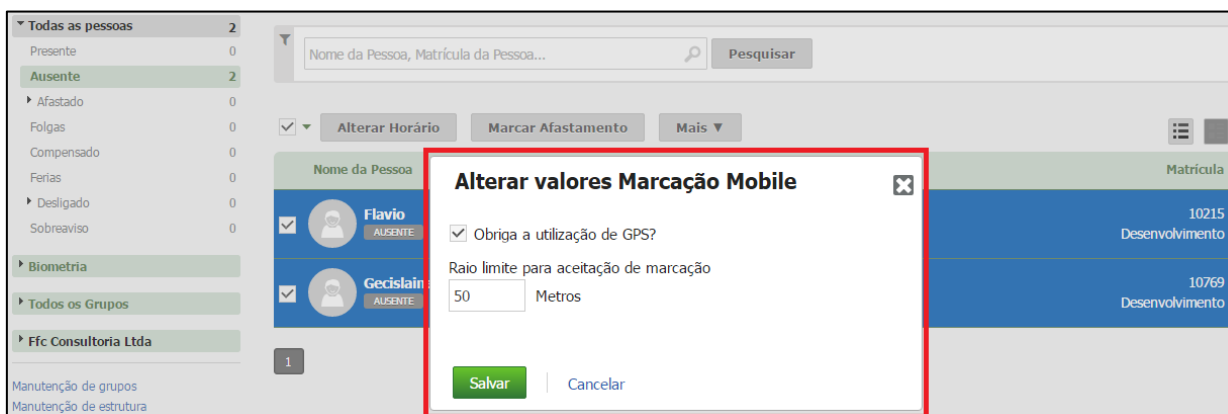 Todas as pessoas 2
Presente 0
Ausente 2
Afastado 0
Folgas 0
Compensado 0
Ferias 0
Desligado 0
Sobreaviso 0
Biometria
Todos os Grupos
Ffc Consultoria Ltda
Manutenção de grupos
Manutenção de estrutura
Nome da Pessoa, Matrícula da Pessoa...
Pesquisar
Alterar Horário Marcar Afastamento Mais ▼
Nome da Pessoa Matrícula
Flavio 10215
AUSENTE Desenvolvimento
Gecislain 10769
AUSENTE Desenvolvimento
1
Alterar valores Marcação Mobile
Obriga a utilização de GPS?
Raio limite para aceitação de marcação
50 Metros
Salvar Cancelar